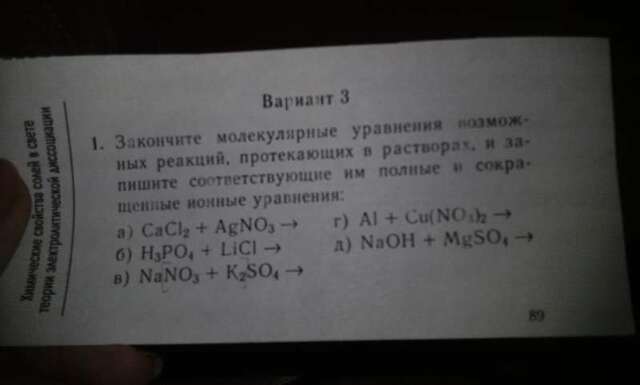 Химические свойства солей в свете
теории электролитической диссоциации
Вариант 3
1. Закончите молекулярные уравнения возмож-
ных реакций, протекающих в растворах, и за-
пишите соответствующие им полные и сокра-
щенные ионные уравнения:
а) CaCl₂ + AgNO₃ → г) Al + Cu(NO₃)₂ →
б) H₃PO₄ + LiCl → д) NaOH + MgSO₄ →
в) NaNO₃ + K₂SO₄ →
89